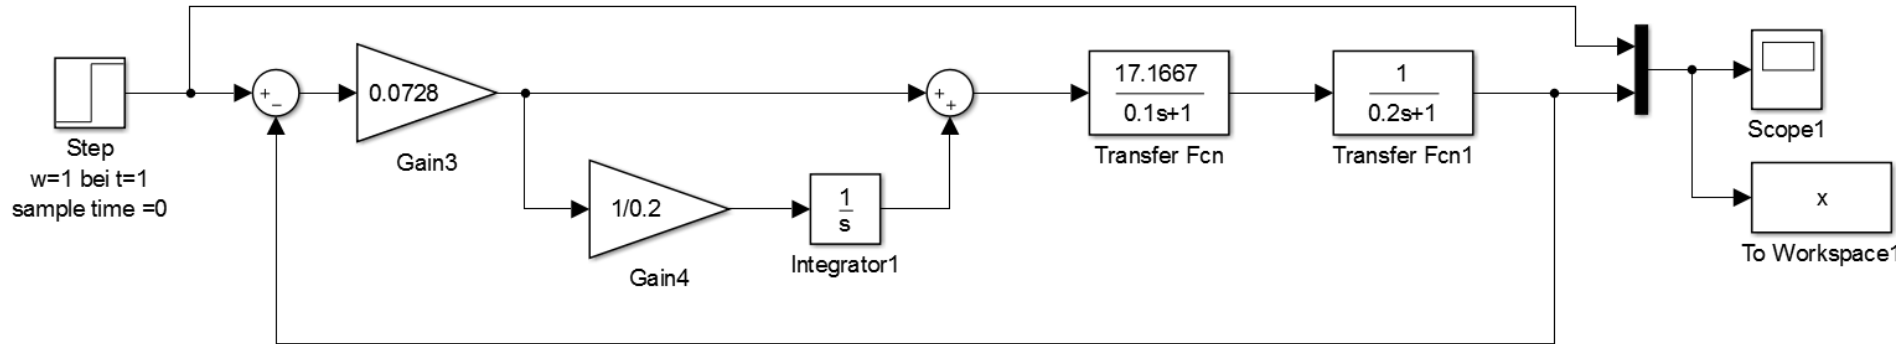 Step
w=1 bei t=1
sample time =0
+
−
0.0728
Gain3
1/0.2
Gain4
1
s
Integrator1
+
+
17.1667
0.1s+1
Transfer Fcn
1
0.2s+1
Transfer Fcn1
Scope1
x
To Workspace1